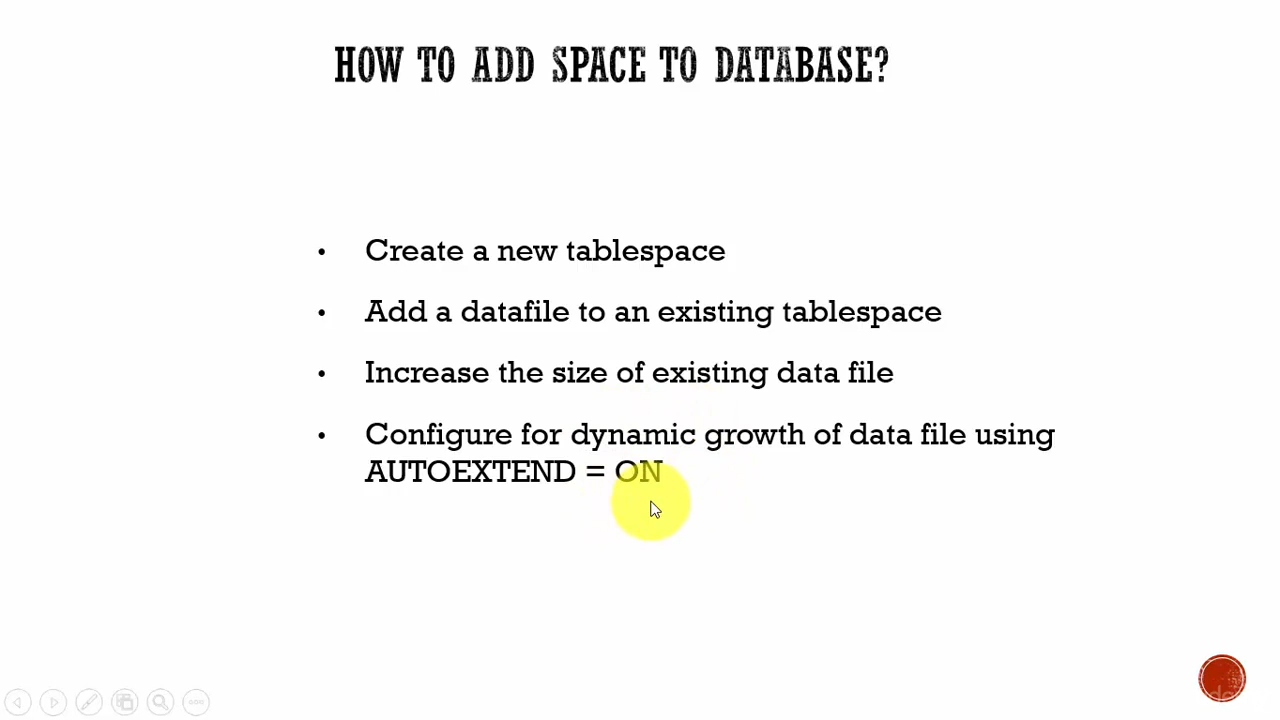 HOW TO ADD SPACE TO DATABASE?
• Create a new tablespace
• Add a datafile to an existing tablespace
• Increase the size of existing data file
• Configure for dynamic growth of data file using
AUTOEXTEND = ON